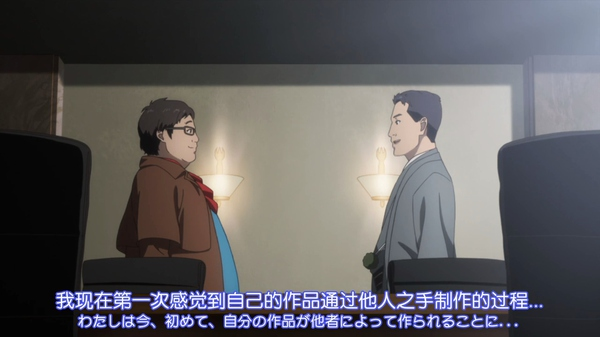 我现在第一次感觉到自己的作品通过他人之手制作的过程...
わたしは今、初めて、自分の作品が他者によって作られることに...